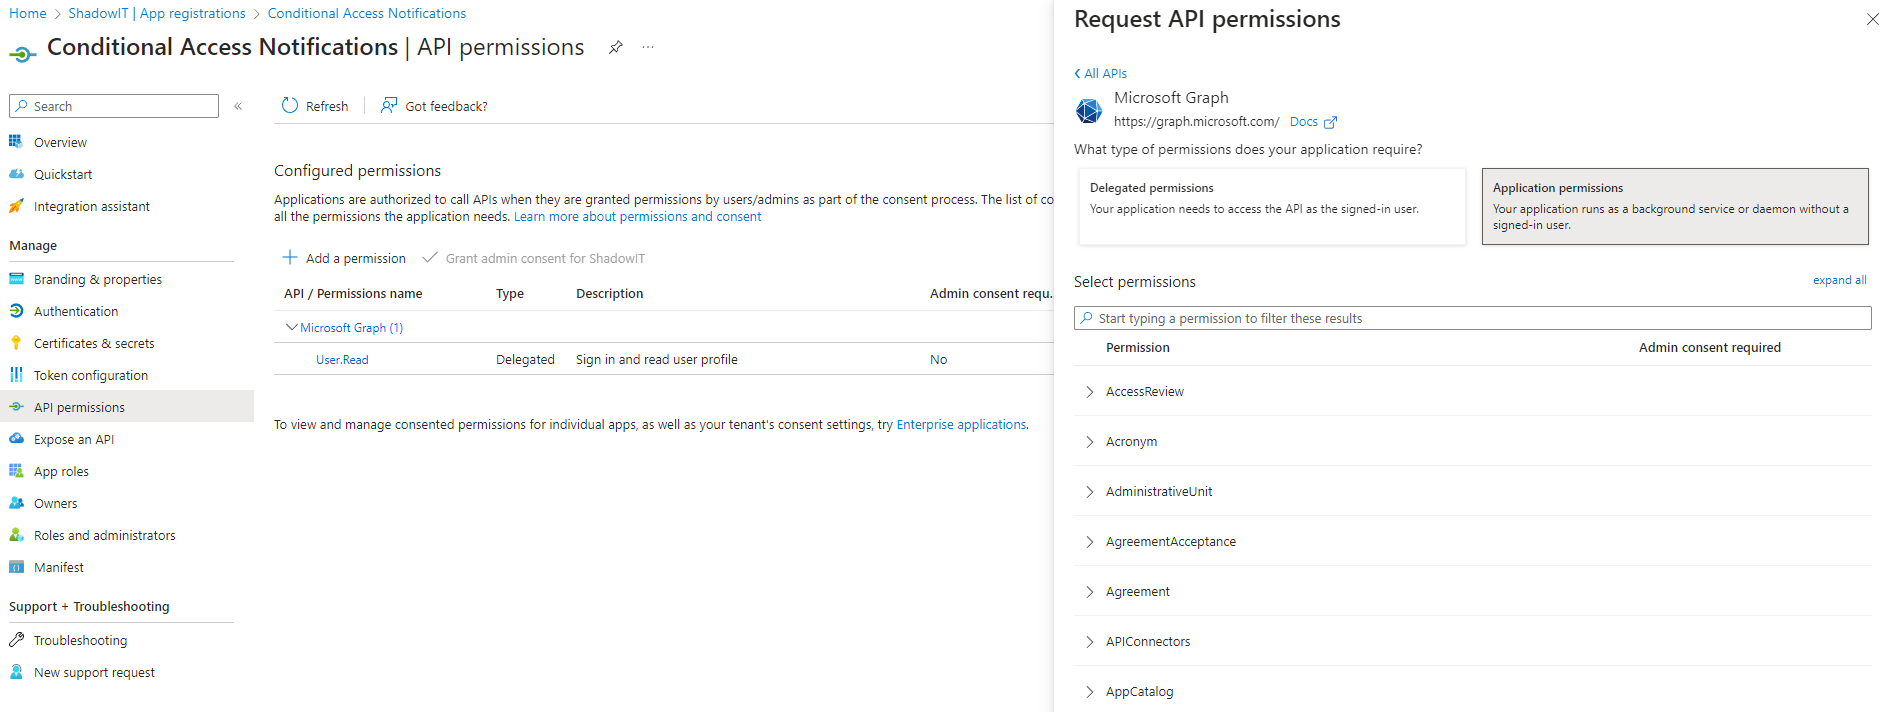 Home > ShadowIT | App registrations > Conditional Access Notifications
Conditional Access Notifications | API permissions
Search
Overview
Quickstart
Integration assistant
Manage
Branding & properties
Authentication
Certificates & secrets
Token configuration
API permissions
Expose an API
App roles
Owners
Roles and administrators
Manifest
Support + Troubleshooting
Troubleshooting
New support request
Refresh
Got feedback?
Configured permissions
Applications are authorized to call APIs when they are granted permissions by users/admins as part of the consent process. The list of co
all the permissions the application needs. Learn more about permissions and consent
Add a permission
Grant admin consent for ShadowIT
API / Permissions name Type Description Admin consent requ...
Microsoft Graph (1)
User.Read Delegated Sign in and read user profile No
To view and manage consented permissions for individual apps, as well as your tenant's consent settings, try Enterprise applications.
Request API permissions
All APIs
Microsoft Graph
https://graph.microsoft.com/ Docs
What type of permissions does your application require?
Delegated permissions
Your application needs to access the API as the signed-in user.
Application permissions
Your application runs as a background service or daemon without a
signed-in user.
Select permissions
expand all
Start typing a permission to filter these results
Permission Admin consent required
AccessReview
Acronym
AdministrativeUnit
AgreementAcceptance
Agreement
APIConnectors
AppCatalog